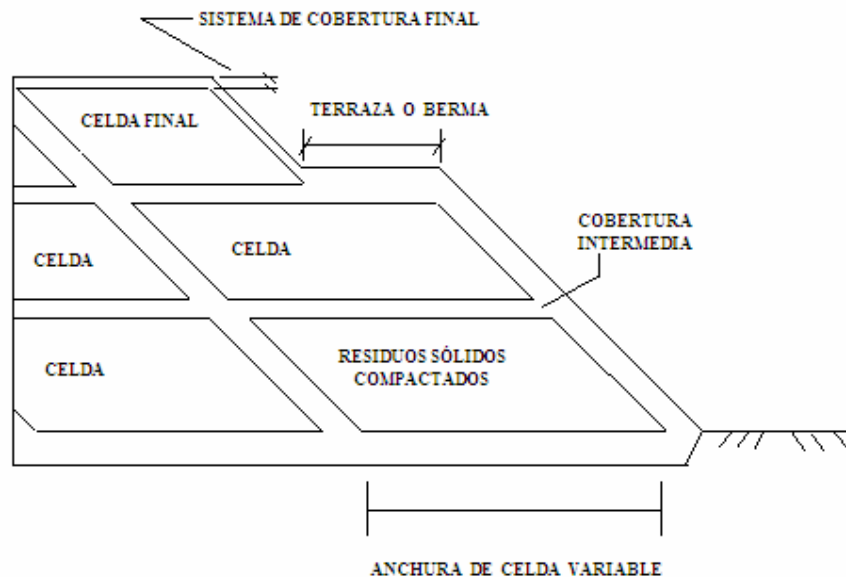 SISTEMA DE COBERTURA FINAL
TERRAZA O BERMA
CELDA FINAL
COBERTURA
INTERMEDIA
CELDA
CELDA
RESIDUOS SÓLIDOS
COMPACTADOS
CELDA
ANCHURA DE CELDA VARIABLE